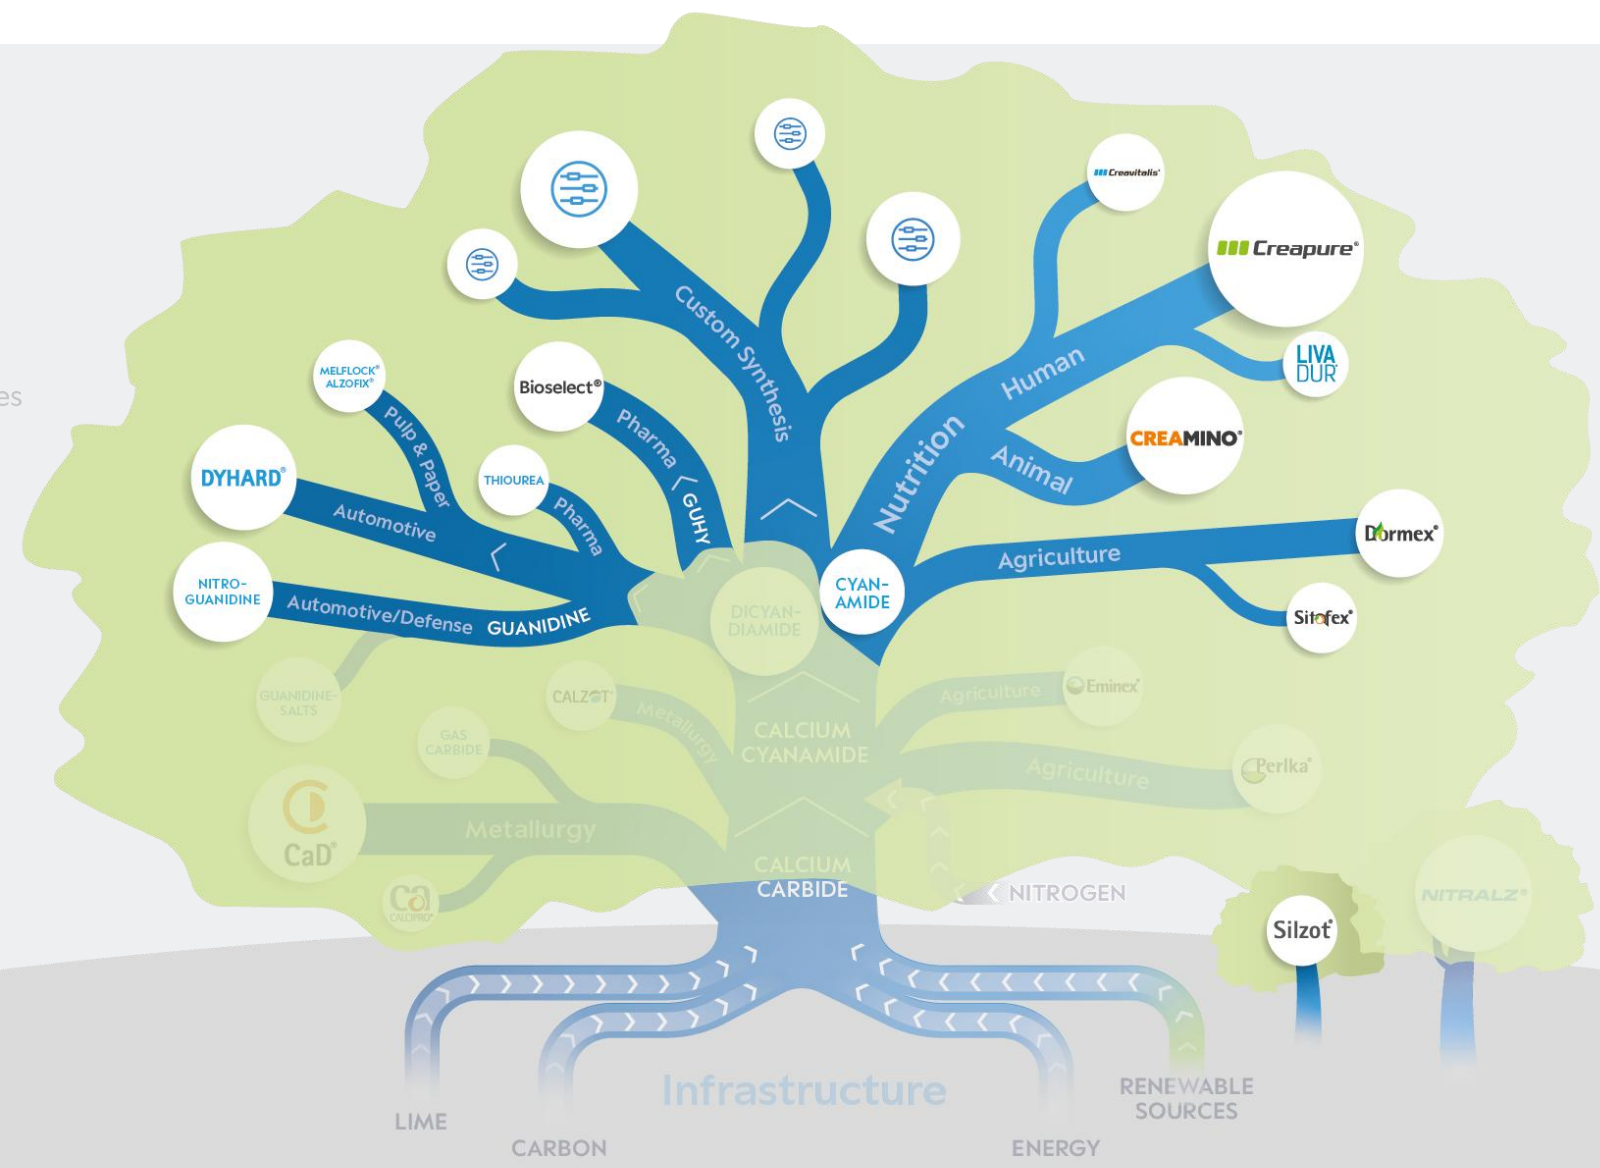 es
Creavitalis®
Creapure®
Custom Synthesis
Human
LIVA
DUR
MELFLOCK®
ALZOFIX®
Bioselect®
Pulp & Paper
Pharma
Nutrition
Animal
CREAMINO®
DYHARD®
THIOUREA
Automotive
Pharma
GUHY
Agriculture
Dormex®
NITRO-
GUANIDINE
CYAN-
AMIDE
Automotive/Defense
GUANIDINE
DICYAN-
DIAMIDE
Sitofex®
GUANIDINE-
SALTS
CALZOT®
Metallurgy
Agriculture
Eminex®
GAS
CARBIDE
CALCIUM
CYANAMIDE
Agriculture
Perlka®
CaD®
Metallurgy
CALCIUM
CARBIDE
ca
CALCIPRO®
NITROGEN
NITRALZ®
Silzot®
Infrastructure
LIME
CARBON
ENERGY
RENEWABLE
SOURCES